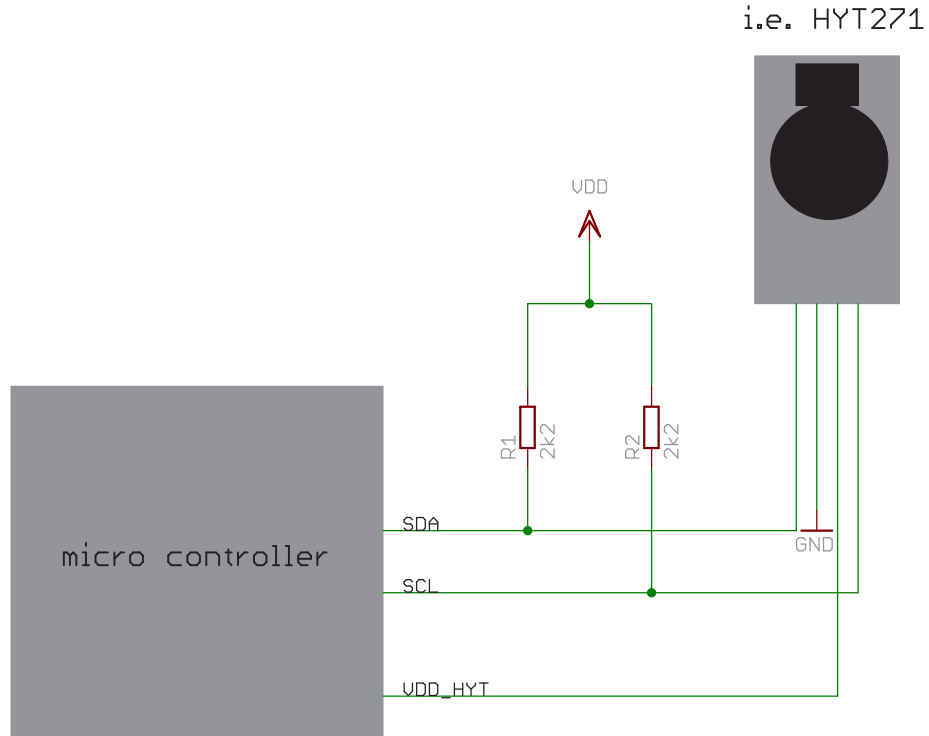 i.e. HYT271
VDD
R1
2k2
R2
2k2
SDA
GND
micro controller
SCL
VDD_HYT